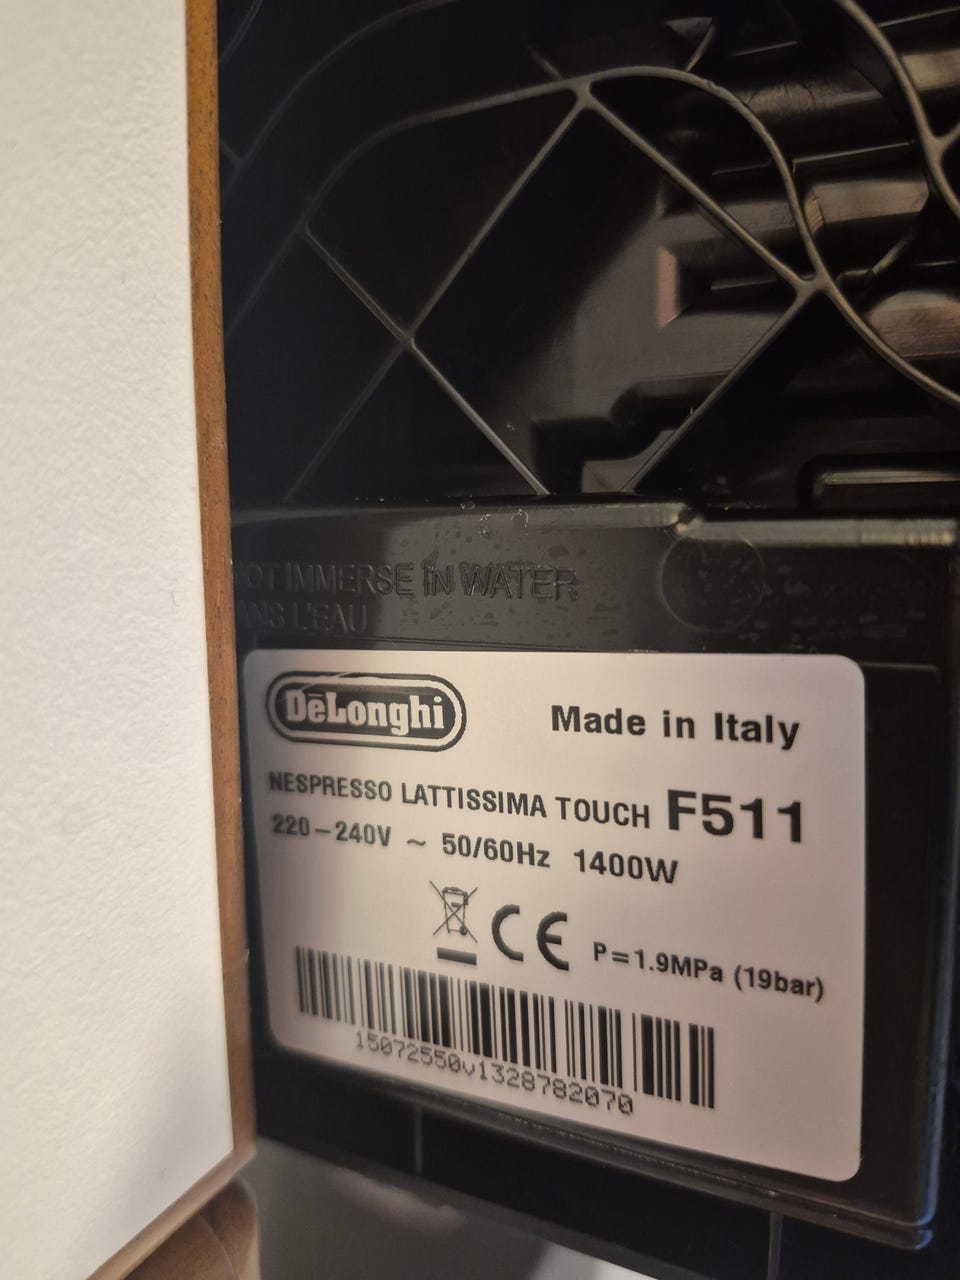 NOT IMMERSE IN WATER
DANS L'EAU
DeLonghi
Made in Italy
NESPRESSO LATTISSIMA TOUCH F511
220–240V ~ 50/60Hz 1400W
CE
P=1.9MPa (19bar)
15072550v1328782070